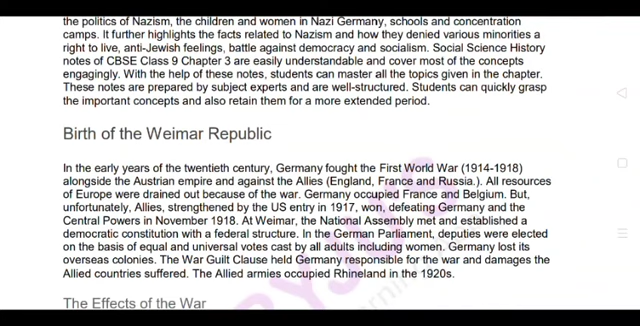 the politics of Nazism, the children and women in Nazi Germany, schools and concentration
camps. It further highlights the facts related to Nazism and how they denied various minorities a
right to live, anti-Jewish feelings, battle against democracy and socialism. Social Science History
notes of CBSE Class 9 Chapter 3 are easily understandable and cover most of the concepts
engagingly. With the help of these notes, students can master all the topics given in the chapter.
These notes are prepared by subject experts and are well-structured. Students can quickly grasp
the important concepts and also retain them for a more extended period.
Birth of the Weimar Republic
In the early years of the twentieth century, Germany fought the First World War (1914-1918)
alongside the Austrian empire and against the Allies (England, France and Russia.). All resources
of Europe were drained out because of the war. Germany occupied France and Belgium. But,
unfortunately, Allies, strengthened by the US entry in 1917, won, defeating Germany and the
Central Powers in November 1918. At Weimar, the National Assembly met and established a
democratic constitution with a federal structure. In the German Parliament, deputies were elected
on the basis of equal and universal votes cast by all adults including women. Germany lost its
overseas colonies. The War Guilt Clause held Germany responsible for the war and damages the
Allied countries suffered. The Allied armies occupied Rhineland in the 1920s.
The Effects of the War